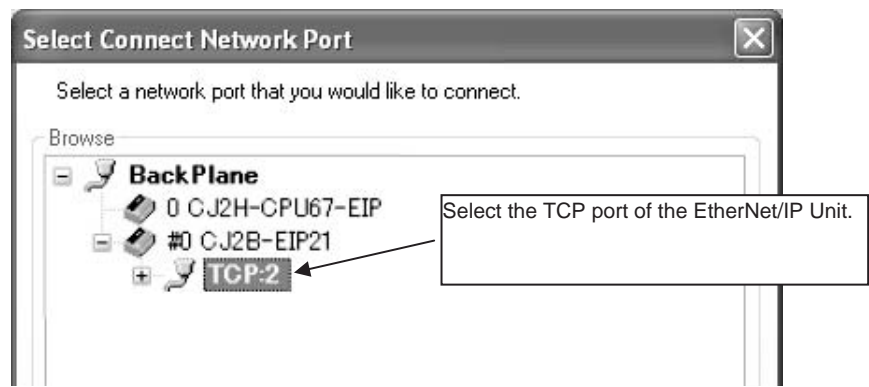 Select Connect Network Port
Select a network port that you would like to connect.
Browse
BackPlane
0 CJ2H-CPU67-EIP
#0 CJ2B-EIP21
TCP:2
Select the TCP port of the EtherNet/IP Unit.